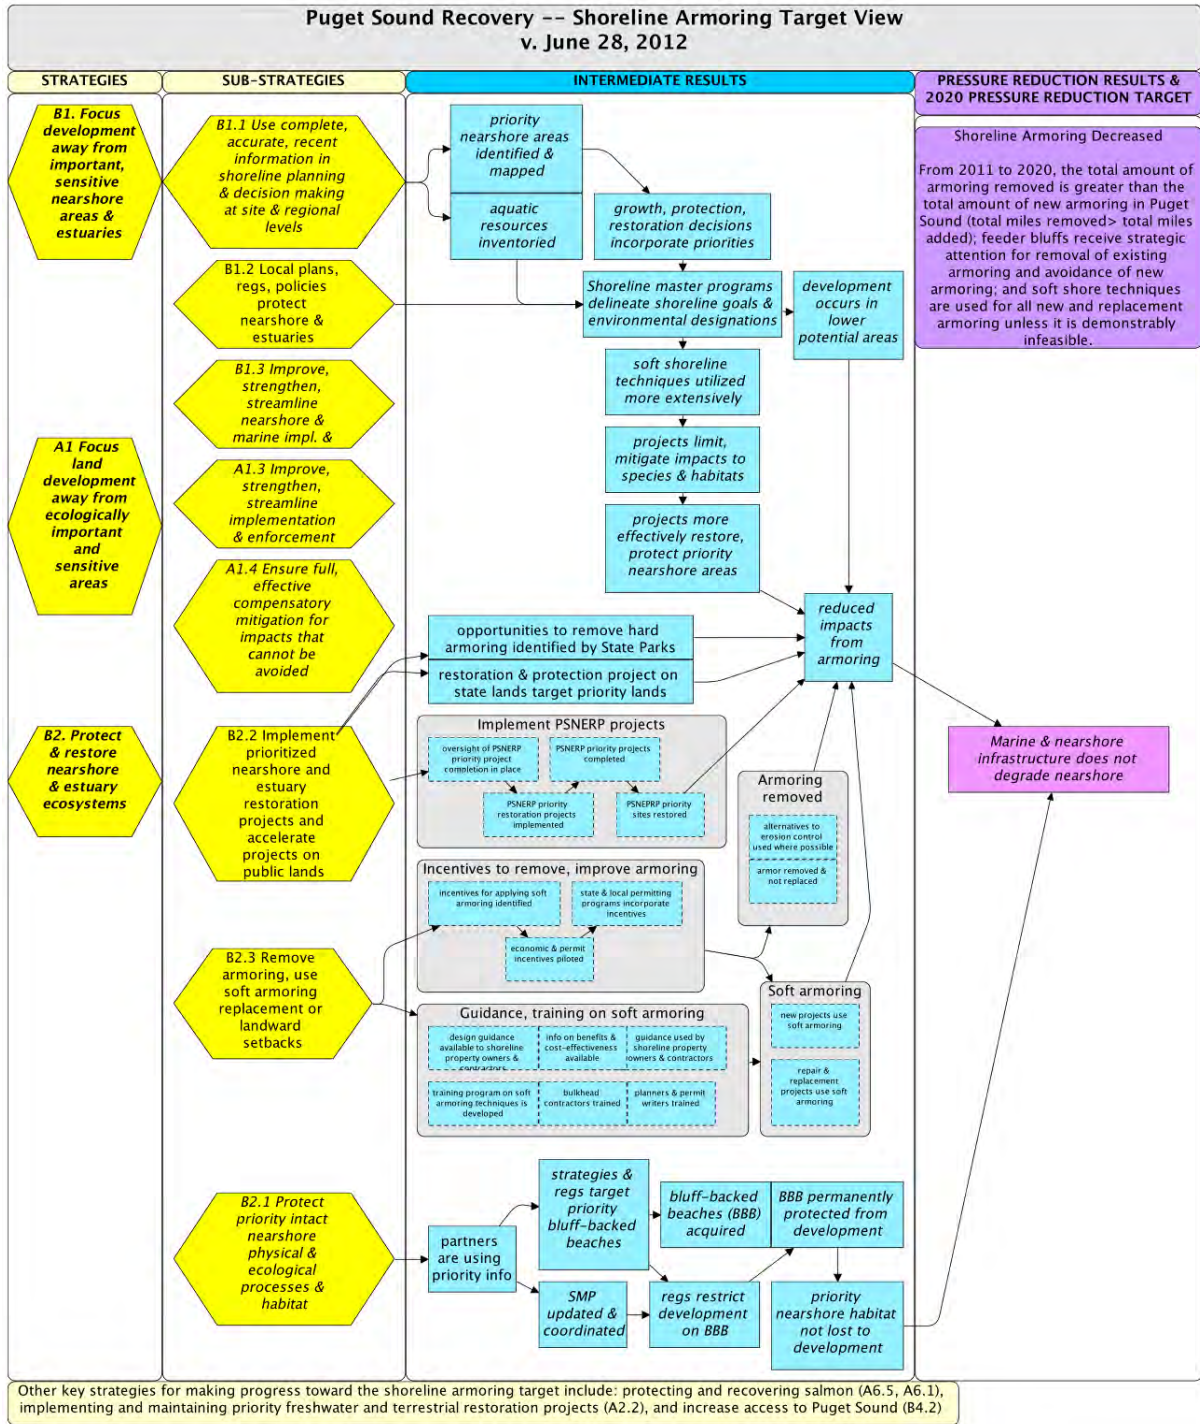 Puget Sound Recovery -- Shoreline Armoring Target View
v. June 28, 2012
STRATEGIES
SUB-STRATEGIES
INTERMEDIATE RESULTS
PRESSURE REDUCTION RESULTS &
2020 PRESSURE REDUCTION TARGET
B1. Focus
development
away from
important,
sensitive
nearshore
areas &
estuaries
A1 Focus
land
development
away from
ecologically
important
and
sensitive
areas
B2. Protect
& restore
nearshore
& estuary
ecosystems
B1.1 Use complete,
accurate, recent
information in
shoreline planning
& decision making
at site & regional
levels
B1.2 Local plans,
regs, policies
protect
nearshore &
estuaries
B1.3 Improve,
strengthen,
streamline
nearshore &
marine impl. &
A1.3 Improve,
strengthen,
streamline
implementation
& enforcement
A1.4 Ensure full,
effective
compensatory
mitigation for
impacts that
cannot be
avoided
B2.2 Implement
prioritized
nearshore and
estuary
restoration
projects and
accelerate
projects on
public lands
B2.3 Remove
armoring, use
soft armoring
replacement or
landward
setbacks
B2.1 Protect
priority intact
nearshore
physical &
ecological
processes &
habitat
priority
nearshore areas
identified &
mapped
aquatic
resources
inventoried
growth, protection,
restoration decisions
incorporate priorities
Shoreline master programs
delineate shoreline goals &
environmental designations
development
occurs in
lower
potential areas
soft shoreline
techniques utilized
more extensively
projects limit,
mitigate impacts to
species & habitats
projects more
effectively restore,
protect priority
nearshore areas
reduced
impacts
from
armoring
opportunities to remove hard
armoring identified by State Parks
restoration & protection project on
state lands target priority lands
Implement PSNERP projects
oversight of PSNERP
priority project
completion in place
PSNERP priority projects
completed
PSNERP priority
restoration projects
implemented
PSNEPRP priority
sites restored
Armoring
removed
alternatives to
erosion control
used where possible
armor removed &
not replaced
Incentives to remove, improve armoring
incentives for applying soft
armoring identified
state & local permitting
programs incorporate
incentives
economic & permit
incentives piloted
Guidance, training on soft armoring
design guidance
available to shoreline
property owners &
contractors
info on benefits &
cost-effectiveness
available
guidance used by
shoreline property
owners & contractors
training program on soft
armoring techniques is
developed
bulkhead
contractors trained
planners & permit
writers trained
Soft armoring
new projects use
soft armoring
repair &
replacement
projects use soft
armoring
partners
are using
priority info
strategies &
regs target
priority
bluff-backed
beaches
SMP
updated &
coordinated
bluff-backed
beaches (BBB)
acquired
BBB permanently
protected from
development
regs restrict
development
on BBB
priority
nearshore habitat
not lost to
development
Shoreline Armoring Decreased
From 2011 to 2020, the total amount of
armoring removed is greater than the
total amount of new armoring in Puget
Sound (total miles removed> total miles
added); feeder bluffs receive strategic
attention for removal of existing
armoring and avoidance of new
armoring; and soft shore techniques
are used for all new and replacement
armoring unless it is demonstrably
infeasible.
Marine & nearshore
infrastructure does not
degrade nearshore
Other key strategies for making progress toward the shoreline armoring target include: protecting and recovering salmon (A6.5, A6.1),
implementing and maintaining priority freshwater and terrestrial restoration projects (A2.2), and increase access to Puget Sound (B4.2)